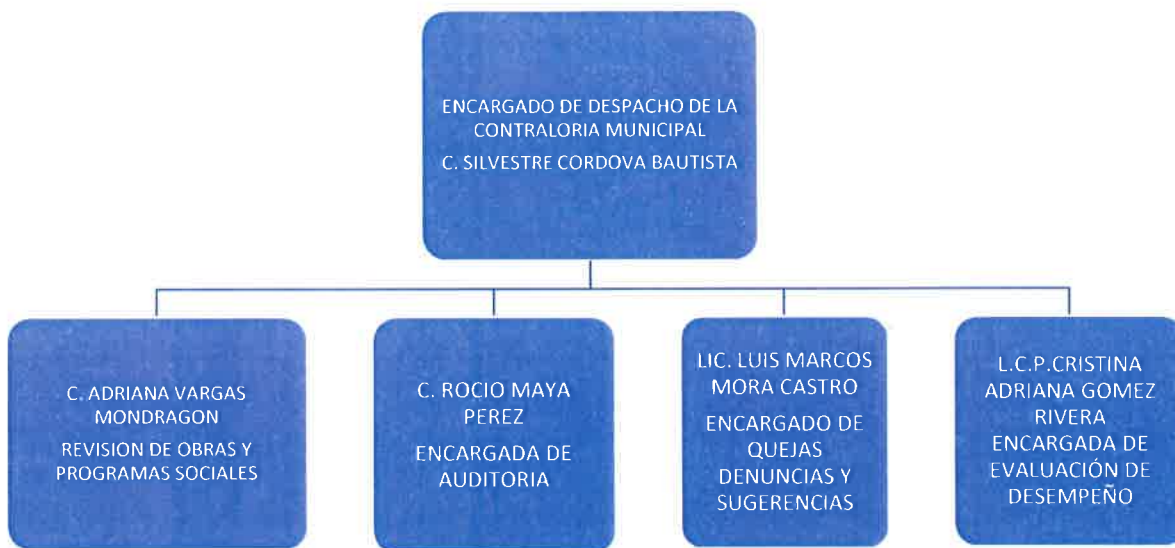 ENCARGADO DE DESPACHO DE LA
CONTRALORIA MUNICIPAL
C. SILVESTRE CORDOVA BAUTISTA
C. ADRIANA VARGAS
MONDRAGON
REVISION DE OBRAS Y
PROGRAMAS SOCIALES
C. ROCIO MAYA
PEREZ
ENCARGADA DE
AUDITORIA
LIC. LUIS MARCOS
MORA CASTRO
ENCARGADO DE
QUEJAS
DENUNCIAS Y
SUGERENCIAS
L.C.P.CRISTINA
ADRIANA GOMEZ
RIVERA
ENCARGADA DE
EVALUACIÓN DE
DESEMPEÑO